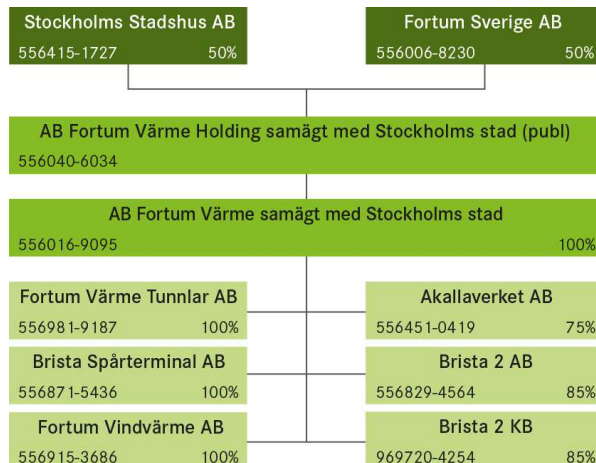 Stockholms Stadshus AB
556415-1727 50%
Fortum Sverige AB
556006-8230 50%
AB Fortum Värme Holding samägt med Stockholms stad (publ)
556040-6034
AB Fortum Värme samägt med Stockholms stad
556016-9095 100%
Fortum Värme Tunnlar AB
556981-9187 100%
Akallaverket AB
556451-0419 75%
Brista Spårterminal AB
556871-5436 100%
Brista 2 AB
556829-4564 85%
Fortum Vindvärme AB
556915-3686 100%
Brista 2 KB
969720-4254 85%